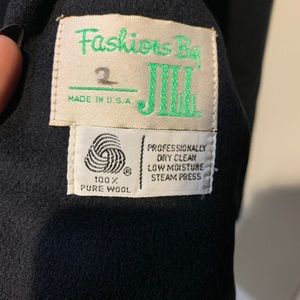 Fashions By
2
JILL
MADE IN U.S.A.
®
100%
PURE WOOL
PROFESSIONALLY
DRY CLEAN
LOW MOISTURE
STEAM PRESS